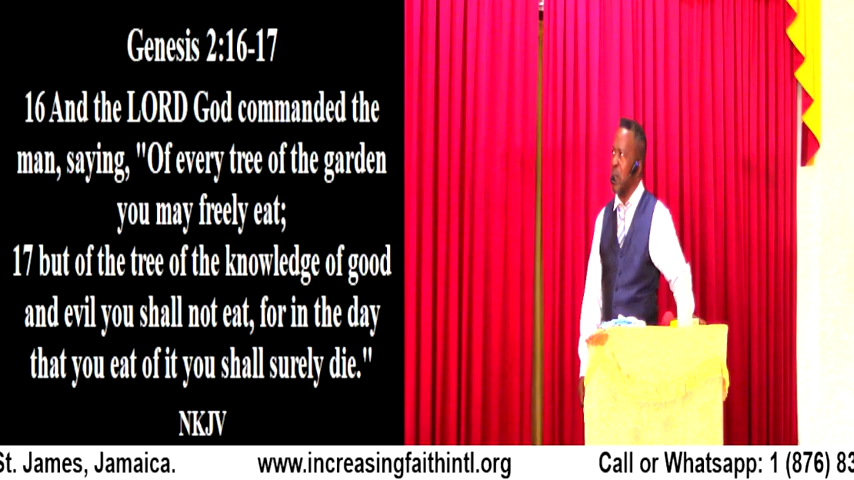 Genesis 2:16-17
16 And the LORD God commanded the
man, saying, "Of every tree of the garden
you may freely eat;
17 but of the tree of the knowledge of good
and evil you shall not eat, for in the day
that you eat of it you shall surely die."
NKJV
St. James, Jamaica. www.increasingfaithintl.org Call or Whatsapp: 1 (876) 83